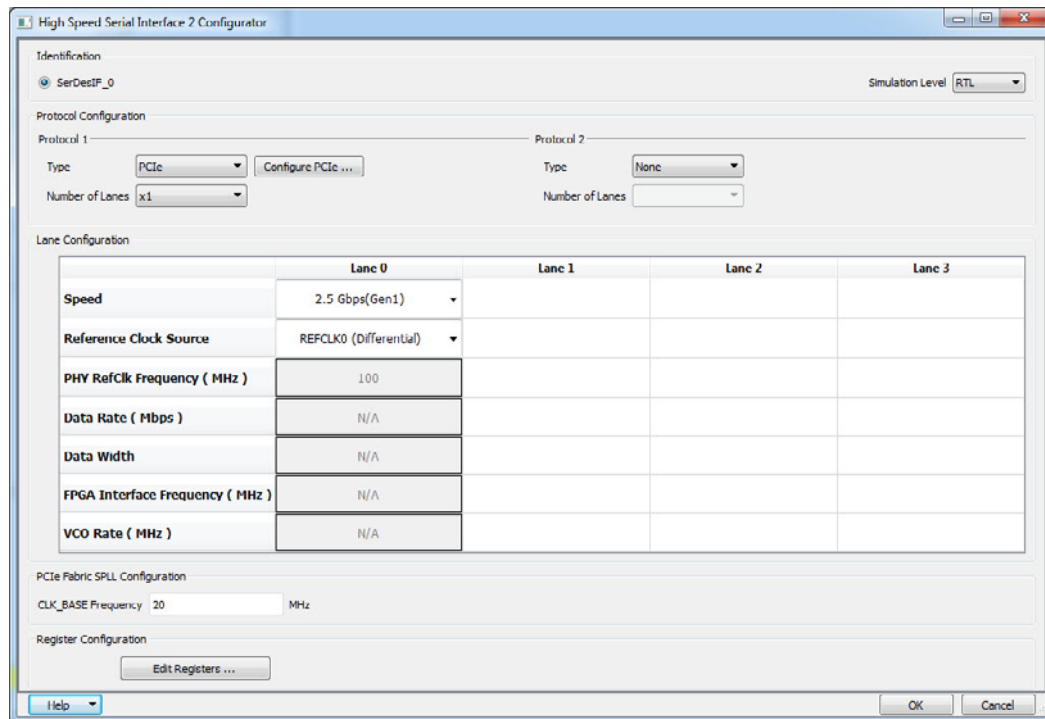 High Speed Serial Interface 2 Configurator
Identification
SerDesIF_0
Simulation Level RTL
Protocol Configuration
Protocol 1
Protocol 2
Type PCIe Configure PCIe ...
Type None
Number of Lanes x1
Number of Lanes
Lane Configuration
Lane 0 Lane 1 Lane 2 Lane 3
Speed 2.5 Gbps(Gen1)
Reference Clock Source REFCLK0 (Differential)
PHY RefClk Frequency ( MHz ) 100
Data Rate ( Mbps ) N/A
Data Width N/A
FPGA Interface Frequency ( MHz ) N/A
VCO Rate ( MHz ) N/A
PCIe Fabric SPLL Configuration
CLK_BASE Frequency 20 MHz
Register Configuration
Edit Registers ...
Help OK Cancel